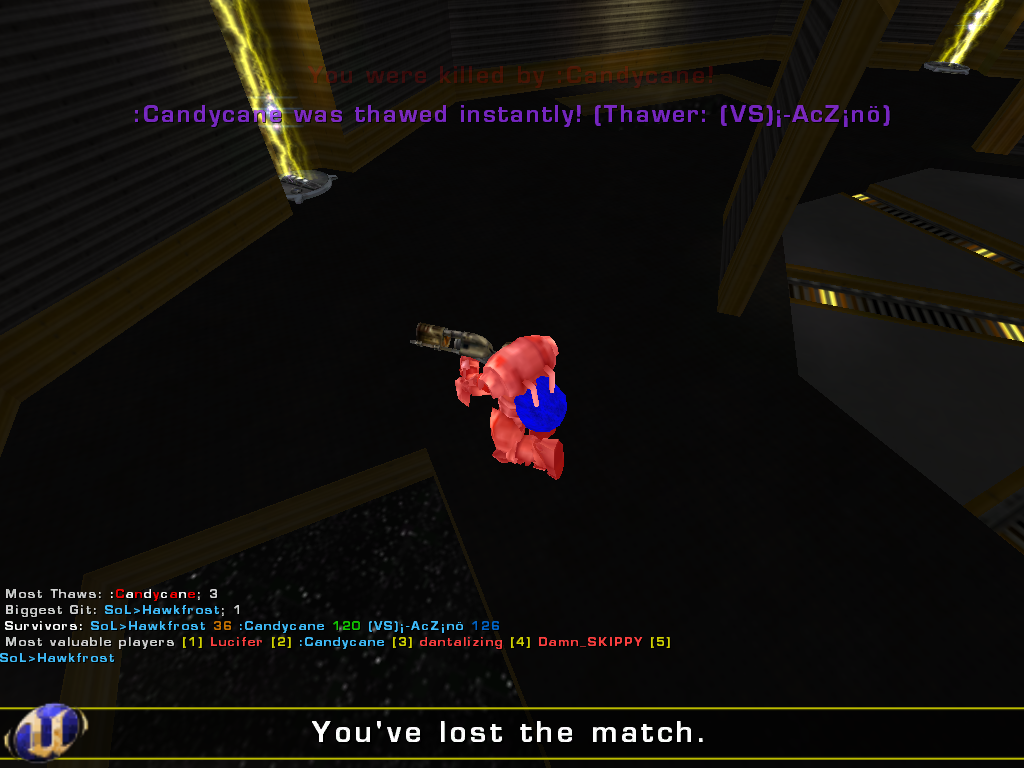 You were killed by :Candycane!
:Candycane was thawed instantly! (Thawer: (VS)¡-AcZ¡nö)
Most Thaws: :Candycane; 3
Biggest Git: SoL>Hawkfrost; 1
Survivors: SoL>Hawkfrost 36 :Candycane 120 (VS)¡-AcZ¡nö 126
Most valuable players [1] Lucifer [2] :Candycane [3] dantalizing [4] Damn_SKIPPY [5]
SoL>Hawkfrost
You've lost the match.